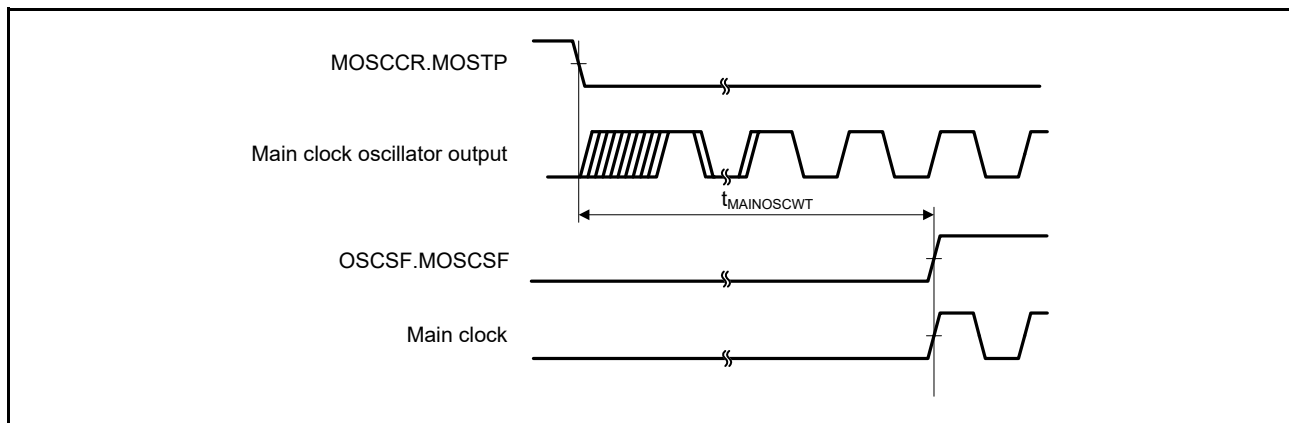 MOSCCR.MOSTP
Main clock oscillator output
tMAINOSCWT
OSCSF.MOSCSF
Main clock